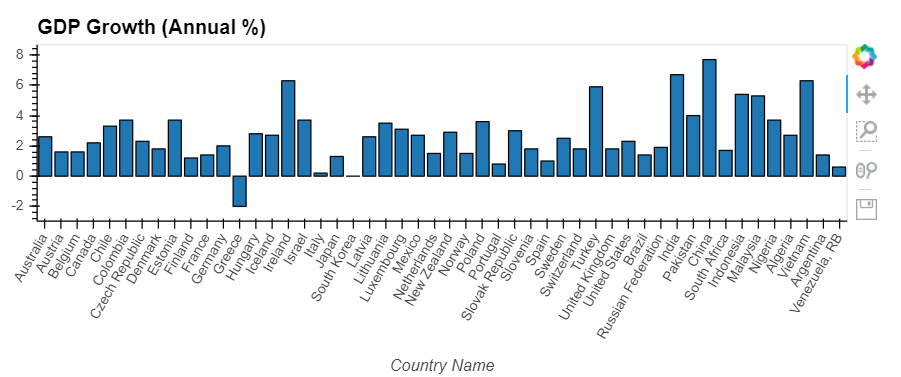 GDP Growth (Annual %)
8
6
4
2
0
-2
Australia
Austria
Belgium
Canada
Chile
Colombia
Czech Republic
Denmark
Estonia
Finland
France
Germany
Greece
Hungary
Iceland
Ireland
Israel
Italy
Japan
South Korea
Latvia
Lithuania
Luxembourg
Mexico
Netherlands
New Zealand
Norway
Poland
Portugal
Slovak Republic
Slovenia
Spain
Sweden
Switzerland
Turkey
United Kingdom
United States
Brazil
Russian Federation
India
Pakistan
China
South Africa
Indonesia
Malaysia
Nigeria
Algeria
Vietnam
Argentina
Venezuela, RB
Country Name